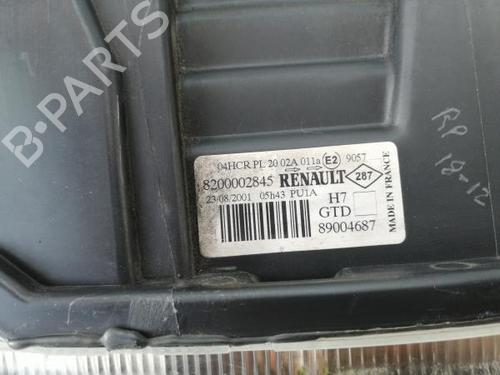 B-PARTS
04HCR PL 20 02A 011a E2 9057
8200002845 RENAULT 287
23/08/2001 05h43 PU1A H7
GTD
89004687
MADE IN FRANCE
RP
18-12